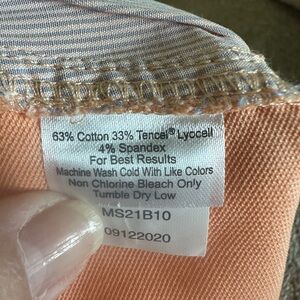 63% Cotton 33% Tencel® Lyocell
4% Spandex
For Best Results
Machine Wash Cold With Like Colors
Non Chlorine Bleach Only
Tumble Dry Low
MS21B10
09122020